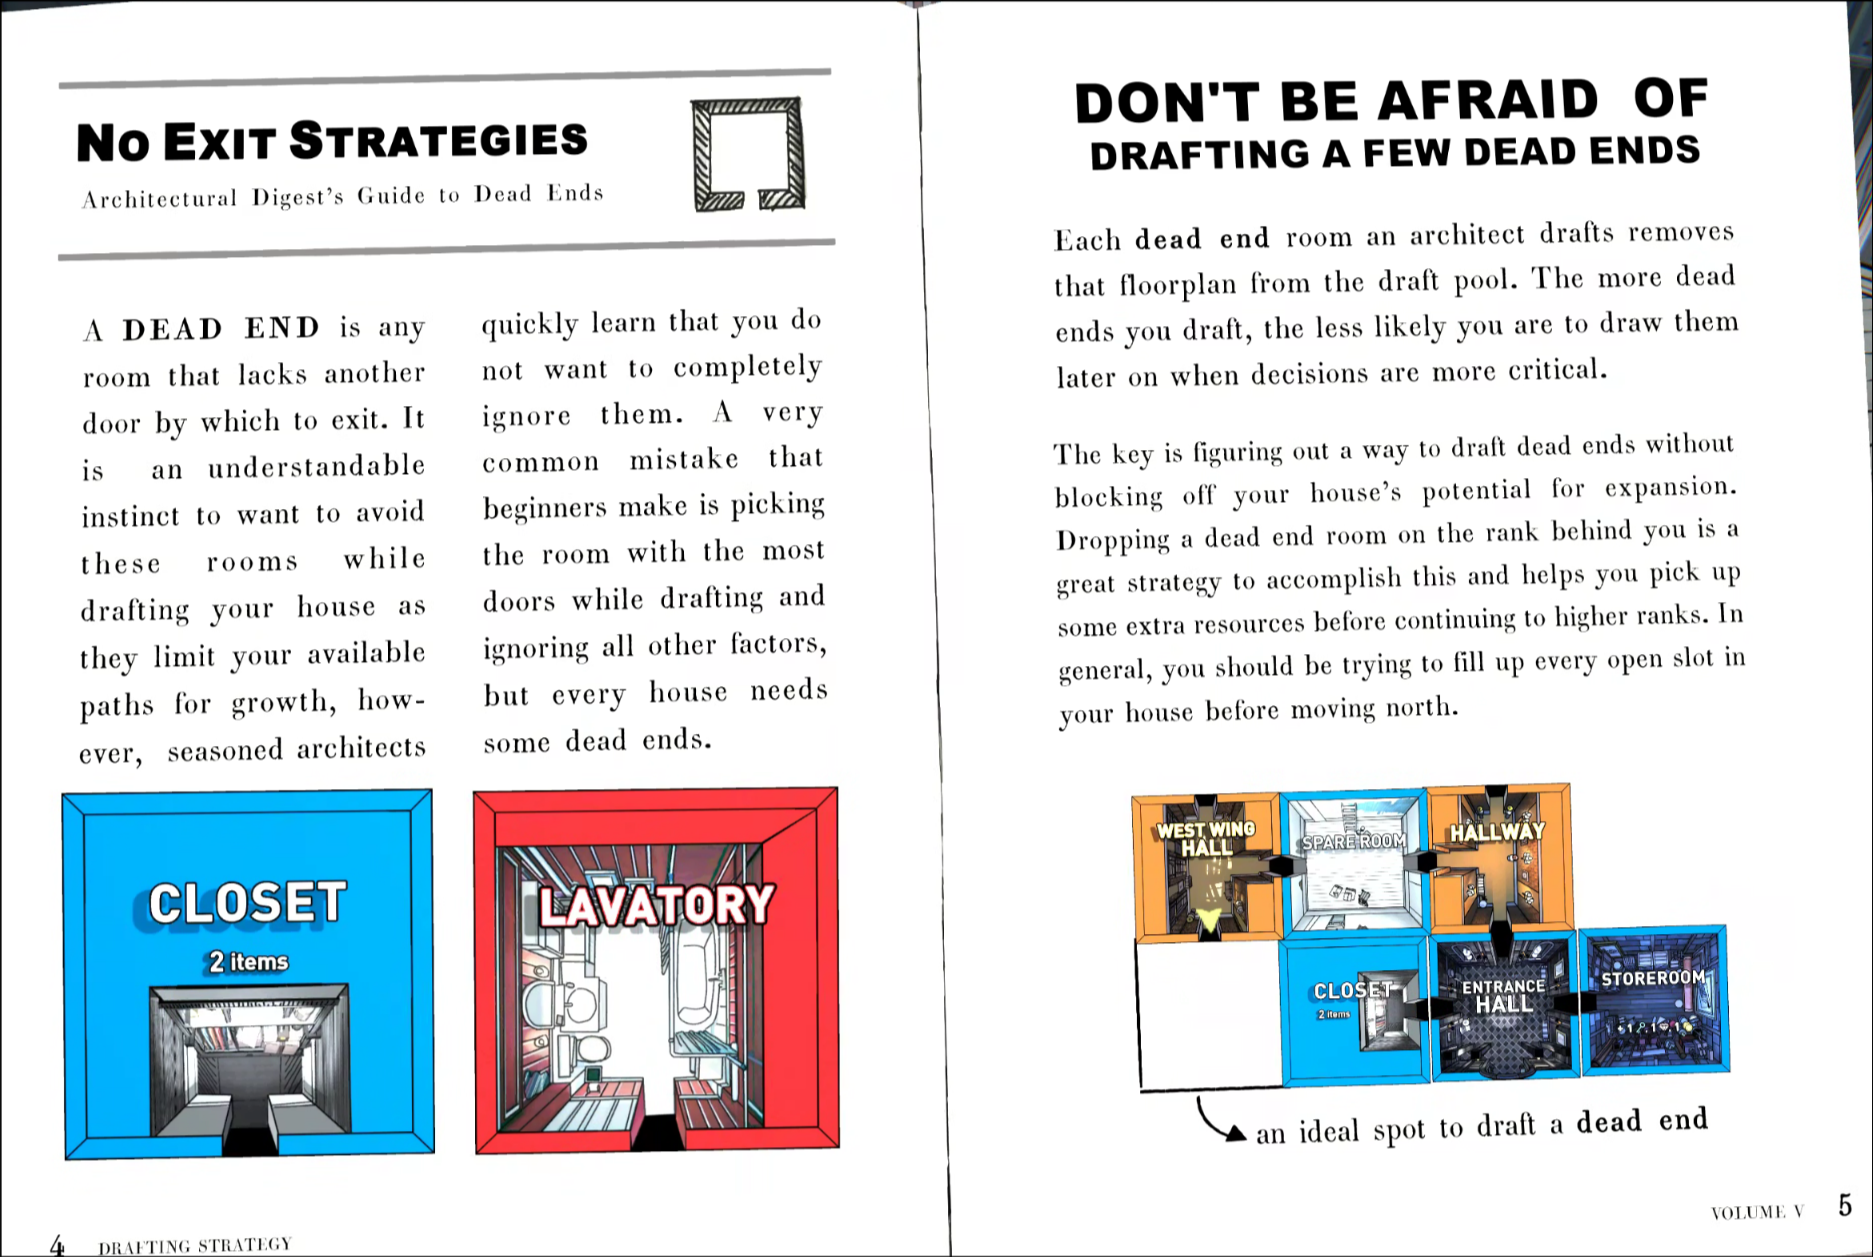 NO EXIT STRATEGIES
Architectural Digest's Guide to Dead Ends
A DEAD END is any
room that lacks another
door by which to exit. It
is an understandable
instinct to want to avoid
these rooms while
drafting your house as
they limit your available
paths for growth, how-
ever, seasoned architects
quickly learn that you do
not want to completely
ignore them. A very
common mistake that
beginners make is picking
the room with the most
doors while drafting and
ignoring all other factors,
but every house needs
some dead ends.
CLOSET
2 items
LAVATORY
4 DRAFTING STRATEGY
DON'T BE AFRAID OF
DRAFTING A FEW DEAD ENDS
Each dead end room an architect drafts removes
that floorplan from the draft pool. The more dead
ends you draft, the less likely you are to draw them
later on when decisions are more critical.
The key is figuring out a way to draft dead ends without
blocking off your house's potential for expansion.
Dropping a dead end room on the rank behind you is a
great strategy to accomplish this and helps you pick up
some extra resources before continuing to higher ranks. In
general, you should be trying to fill up every open slot in
your house before moving north.
WEST WING
HALL
SPARE ROOM
HALLWAY
CLOSET
2 items
ENTRANCE
HALL
STOREROOM
an ideal spot to draft a dead end
VOLUME V 5